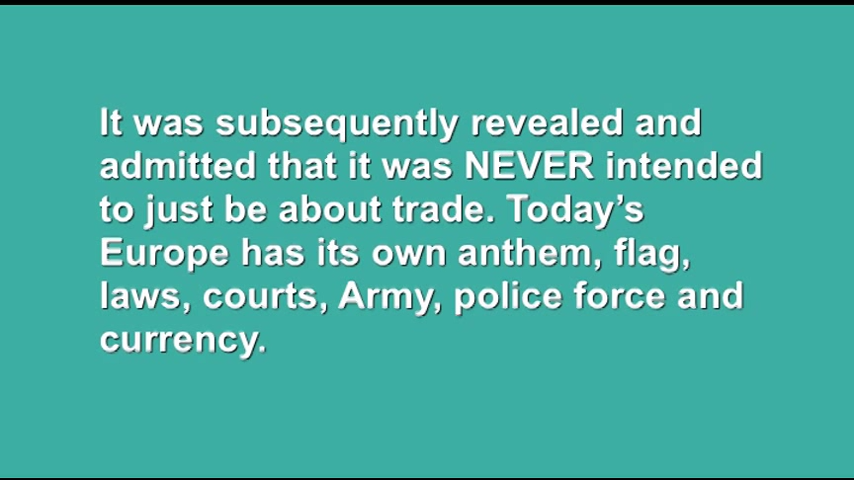 It was subsequently revealed and
admitted that it was NEVER intended
to just be about trade. Today’s
Europe has its own anthem, flag,
laws, courts, Army, police force and
currency.